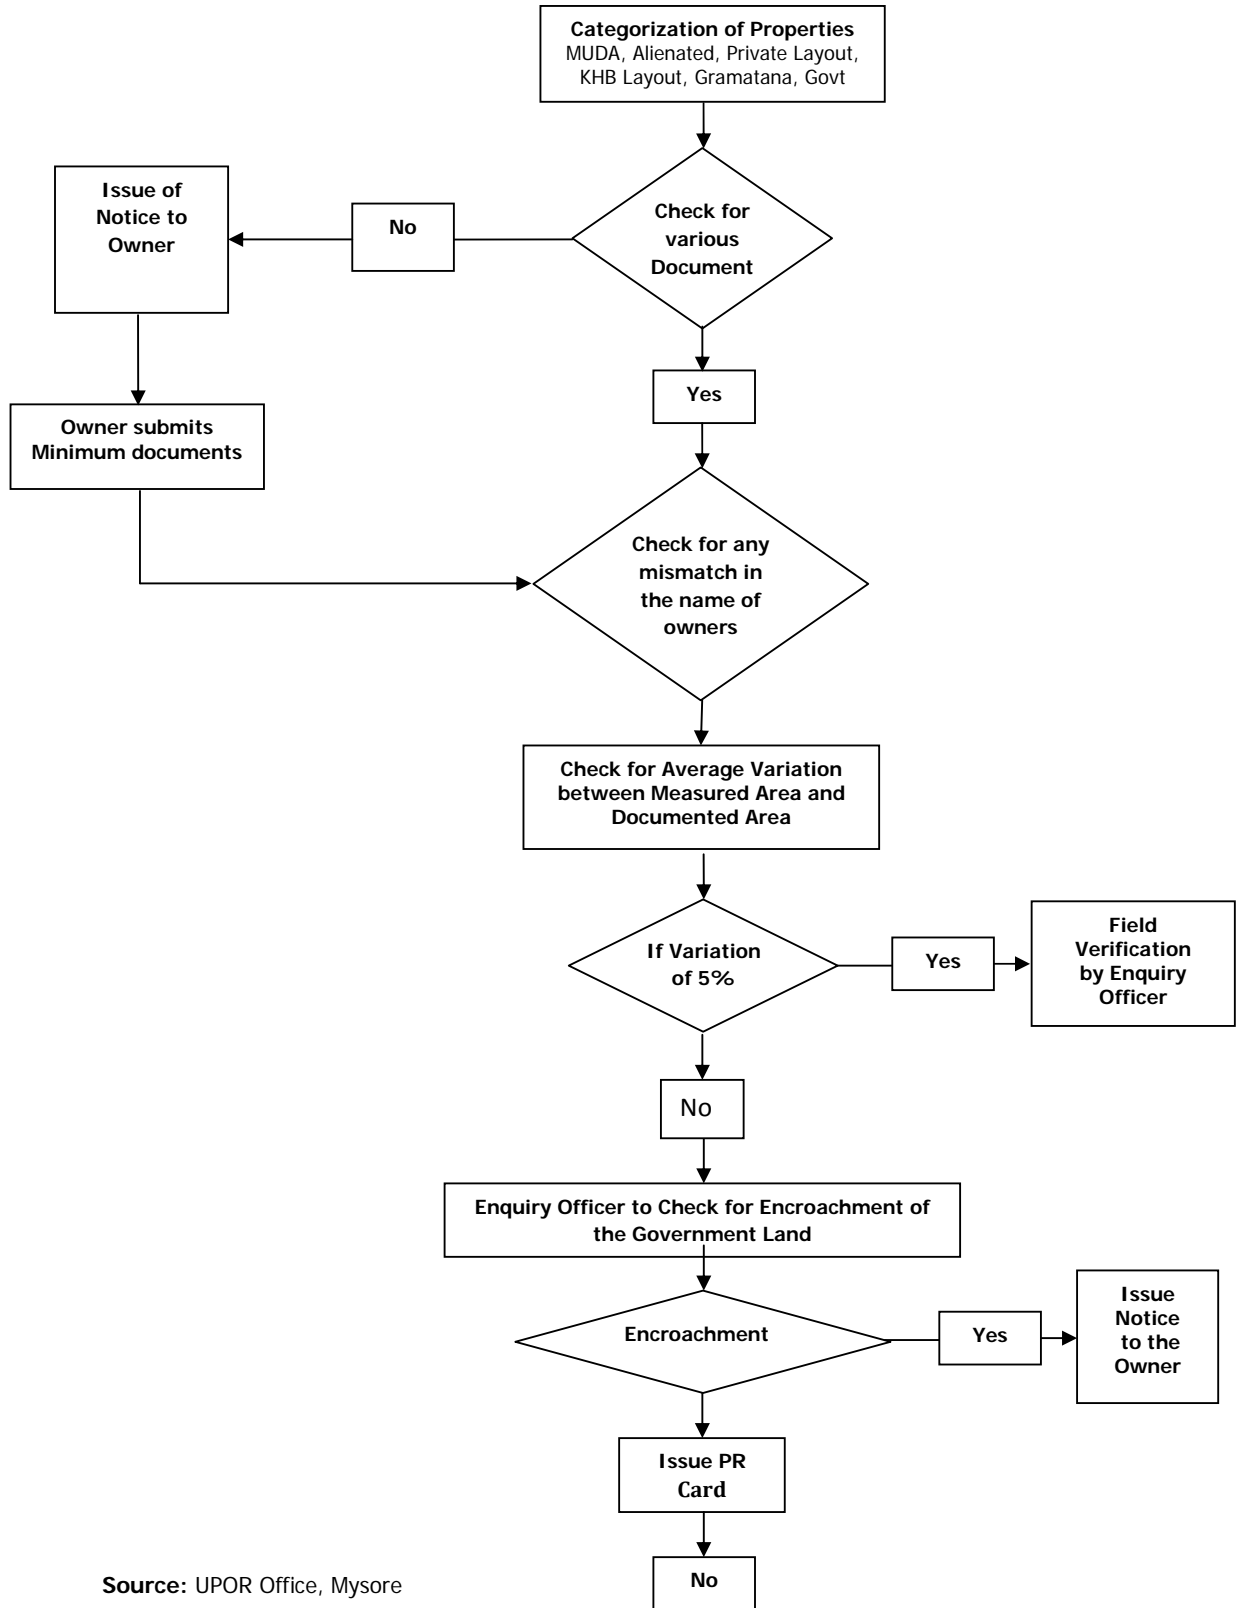 Categorization of Properties
MUDA, Alienated, Private Layout,
KHB Layout, Gramatana, Govt
Check for
various
Document
No
Issue of
Notice to
Owner
Owner submits
Minimum documents
Yes
Check for any
mismatch in
the name of
owners
Check for Average Variation
between Measured Area and
Documented Area
If Variation
of 5%
Yes
Field
Verification
by Enquiry
Officer
No
Enquiry Officer to Check for Encroachment of
the Government Land
Encroachment
Yes
Issue
Notice
to the
Owner
Issue PR
Card
No
Source: UPOR Office, Mysore